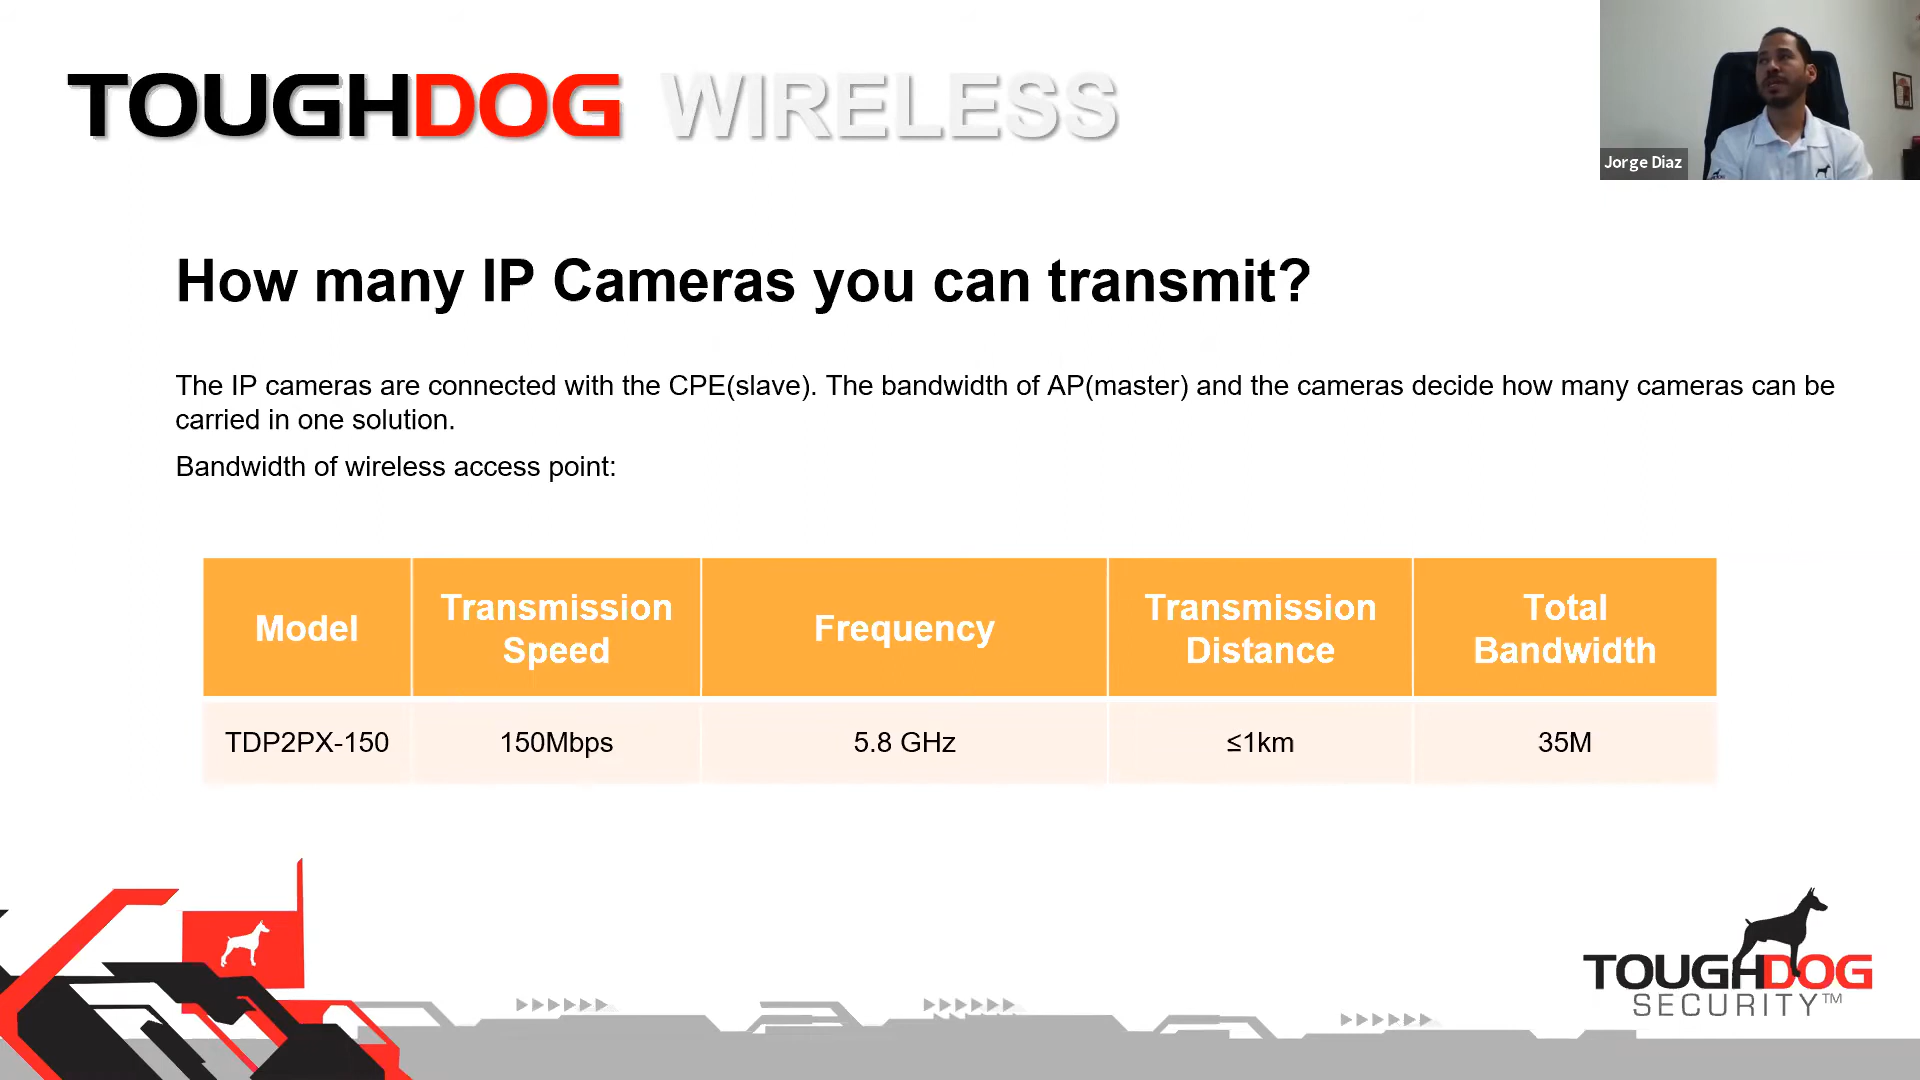 TOUGHDOG WIRELESS
Jorge Diaz
How many IP Cameras you can transmit?
The IP cameras are connected with the CPE(slave). The bandwidth of AP(master) and the cameras decide how many cameras can be
carried in one solution.
Bandwidth of wireless access point:
Model
Transmission
Speed
Frequency
Transmission
Distance
Total
Bandwidth
TDP2PX-150
150Mbps
5.8 GHz
≤1km
35M
TOUGHDOG
SECURITY™